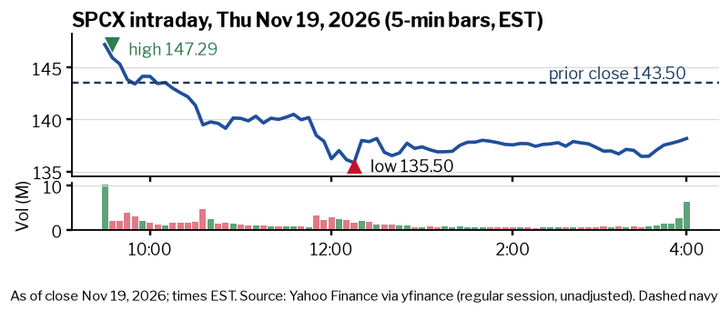 SPCX intraday, Thu Nov 19, 2026 (5-min bars, EST)
high 147.29
145
prior close 143.50
140
low 135.50
135
Vol (M)
10
0
10:00 12:00 2:00 4:00
As of close Nov 19, 2026; times EST. Source: Yahoo Finance via yfinance (regular session, unadjusted). Dashed navy